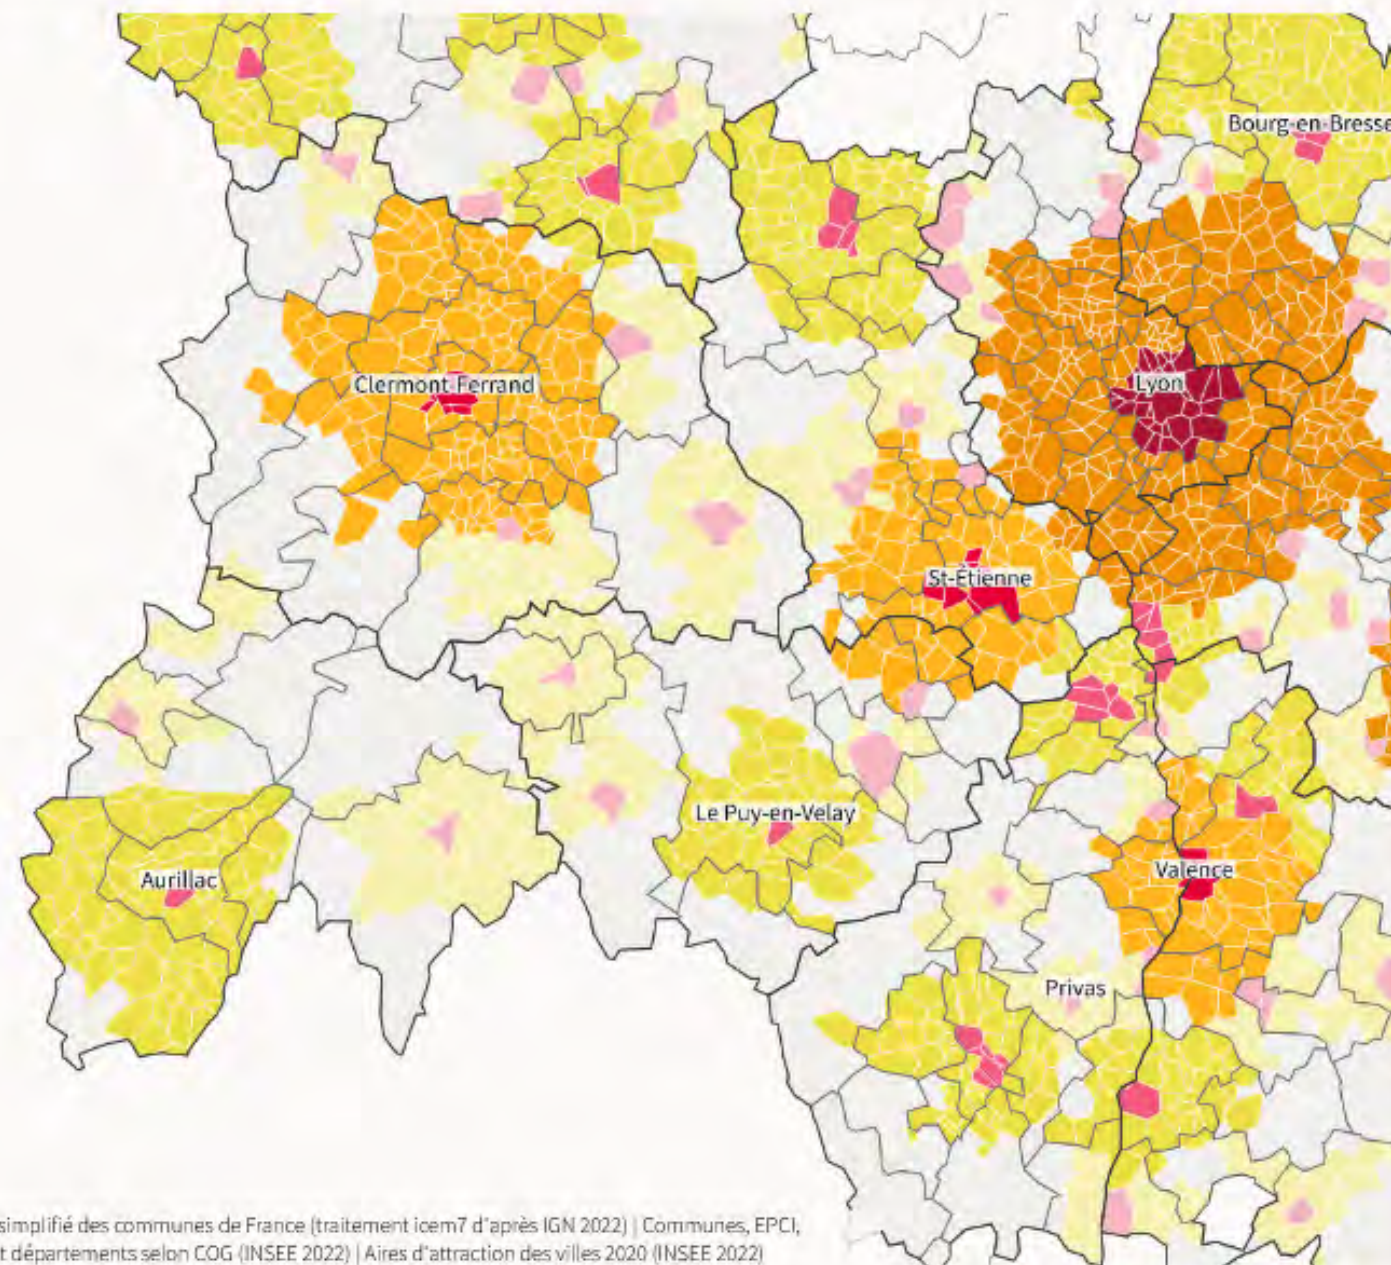 Bourg-en-Bresse
Clermont-Ferrand
Lyon
St-Étienne
Le Puy-en-Velay
Aurillac
Valence
Privas
simplifié des communes de France (traitement icem7 d'après IGN 2022) | Communes, EPCI,
t départements selon COG (INSEE 2022) | Aires d'attraction des villes 2020 (INSEE 2022)